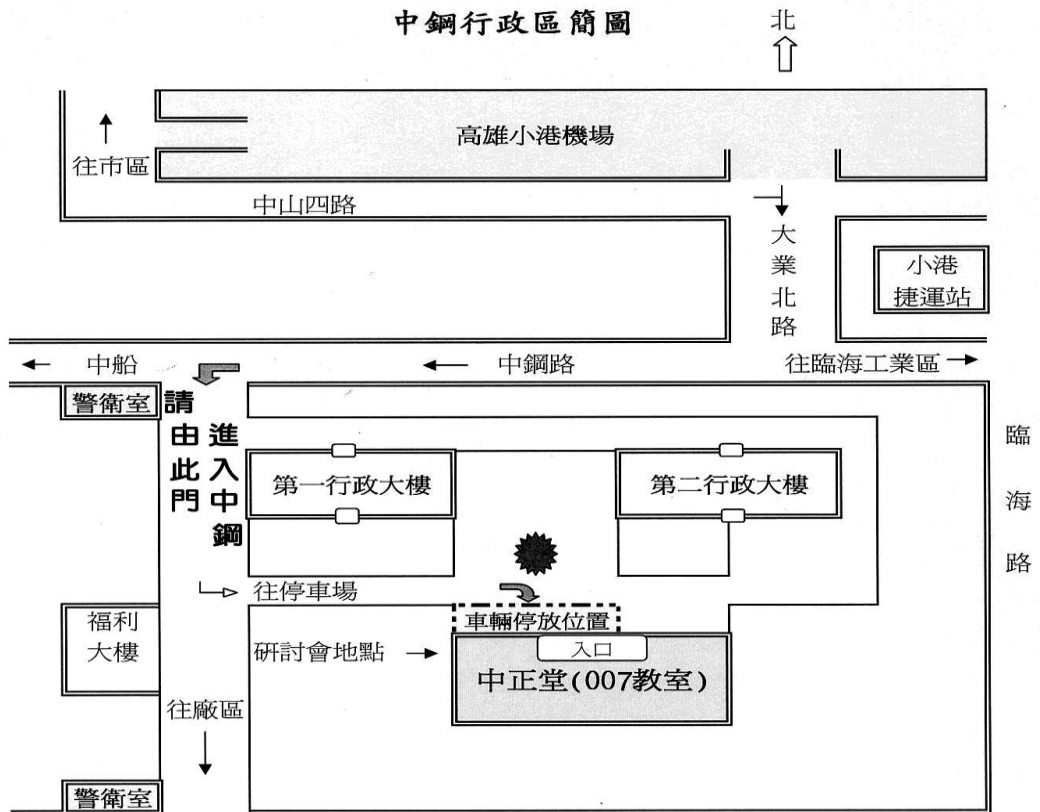 中鋼行政區簡圖
北
高雄小港機場
往市區
中山四路
大業北路
小港
捷運站
中船
中鋼路
往臨海工業區
警衛室
請由此門
進入中鋼
第一行政大樓
第二行政大樓
臨海路
往停車場
車輛停放位置
福利
大樓
研討會地點
入口
中正堂(007教室)
往廠區
警衛室